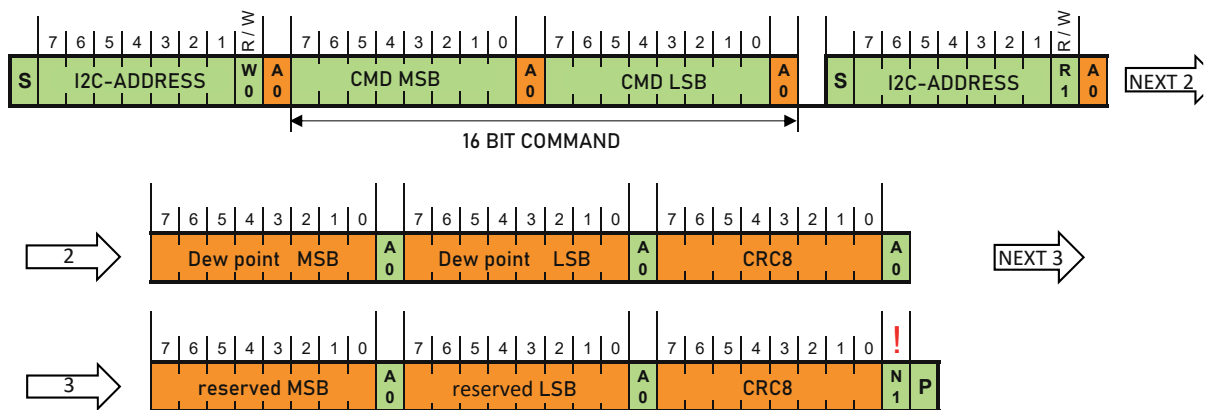 7 6 5 4 3 2 1 R / W 7 6 5 4 3 2 1 0 7 6 5 4 3 2 1 0 7 6 5 4 3 2 1 R / W
S I2C-ADDRESS W 0 A 0 CMD MSB A 0 CMD LSB A 0 S I2C-ADDRESS R 1 A 0 NEXT 2
16 BIT COMMAND
7 6 5 4 3 2 1 0 7 6 5 4 3 2 1 0 7 6 5 4 3 2 1 0
2 Dew point MSB A 0 Dew point LSB A 0 CRC8 A 0 NEXT 3
7 6 5 4 3 2 1 0 7 6 5 4 3 2 1 0 7 6 5 4 3 2 1 0 !
3 reserved MSB A 0 reserved LSB A 0 CRC8 N 1 P